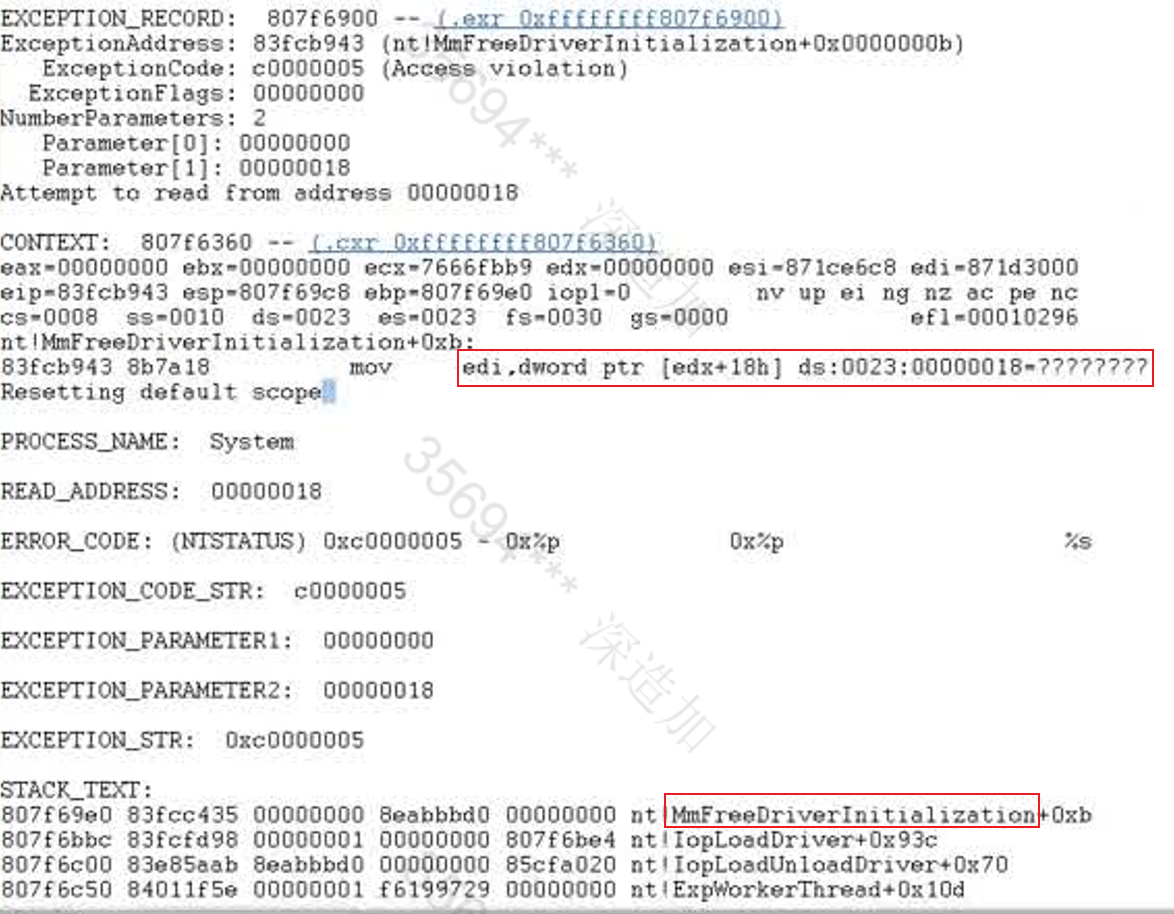 EXCEPTION_RECORD:  807f6900 -- (.exr 0xffffffff807f6900)
ExceptionAddress: 83fcb943 (nt!MmFreeDriverInitialization+0x0000000b)
   ExceptionCode: c0000005 (Access violation)
  ExceptionFlags: 00000000
NumberParameters: 2
   Parameter[0]: 00000000
   Parameter[1]: 00000018
Attempt to read from address 00000018
CONTEXT:  807f6360 -- (.cxr 0xffffffff807f6360)
eax=00000000 ebx=00000000 ecx=7666fbb9 edx=00000000 esi=871ce6c8 edi=871d3000
eip=83fcb943 esp=807f69c8 ebp=807f69e0 iopl=0         nv up ei ng nz ac pe nc
cs=0008  ss=0010  ds=0023  es=0023  fs=0030  gs=0000             efl=00010296
nt!MmFreeDriverInitialization+0xb:
83fcb943 8b7a18          mov     edi,dword ptr [edx+18h] ds:0023:00000018=????????
Resetting default scope
PROCESS_NAME:  System
READ_ADDRESS:  00000018
ERROR_CODE: (NTSTATUS) 0xc0000005 - 0x%p            0x%p                    %s
EXCEPTION_CODE_STR:  c0000005
EXCEPTION_PARAMETER1:  00000000
EXCEPTION_PARAMETER2:  00000018
EXCEPTION_STR:  0xc0000005
STACK_TEXT:
807f69e0 83fcc435 00000000 8eabbbd0 00000000 nt!MmFreeDriverInitialization+0xb
807f6bbc 83fcfd98 00000001 00000000 807f6be4 nt!IopLoadDriver+0x93c
807f6c00 83e85aab 8eabbbd0 00000000 85cfa020 nt!IopLoadUnloadDriver+0x70
807f6c50 84011f5e 00000001 f6199729 00000000 nt!ExpWorkerThread+0x10d
35694*** 深造加
35694*** 深造加